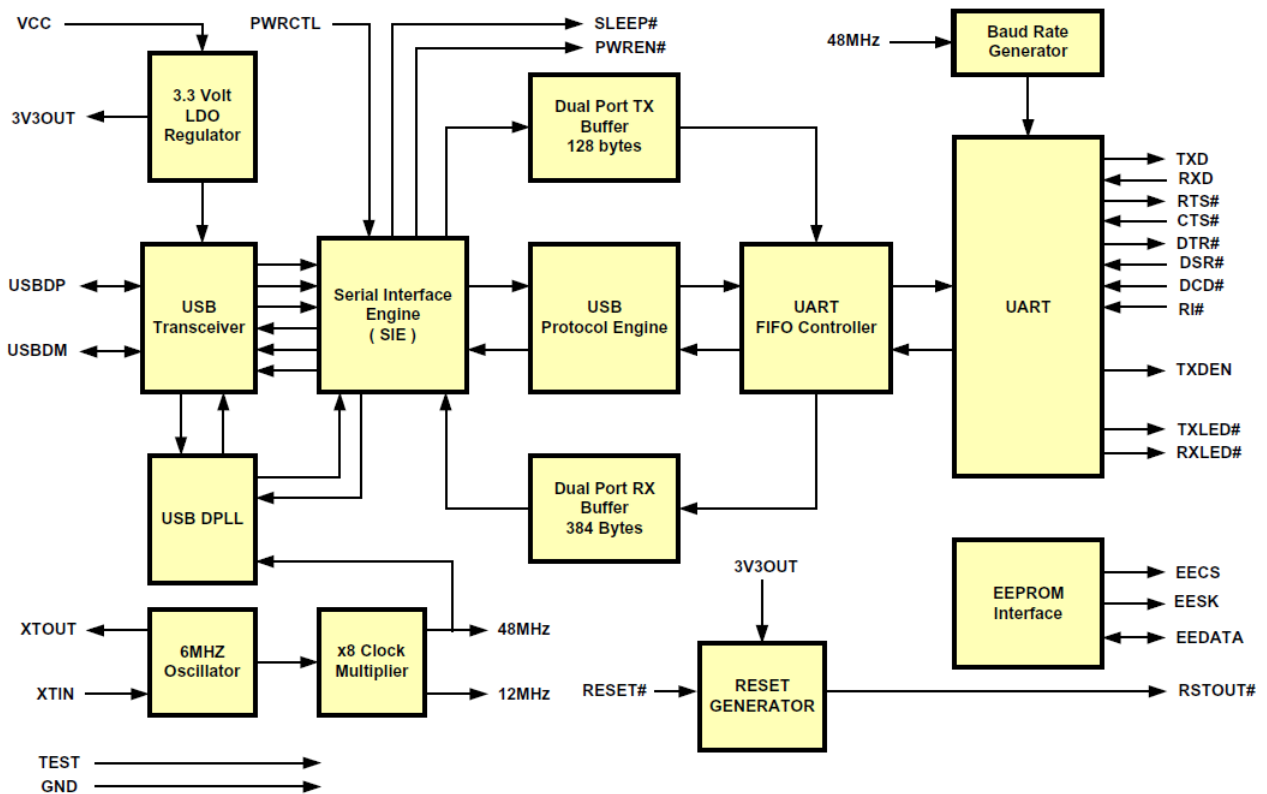 VCC
PWRCTL
SLEEP#
PWREN#
48MHz
Baud Rate
Generator
3.3 Volt
LDO
Regulator
3V3OUT
Dual Port TX
Buffer
128 bytes
TXD
RXD
RTS#
CTS#
DTR#
DSR#
DCD#
RI#
TXDEN
TXLED#
RXLED#
USBDP
USBDM
USB
Transceiver
Serial Interface
Engine
( SIE )
USB
Protocol Engine
UART
FIFO Controller
UART
USB DPLL
Dual Port RX
Buffer
384 Bytes
3V3OUT
EEPROM
Interface
EECS
EESK
EEDATA
XTOUT
XTIN
6MHZ
Oscillator
x8 Clock
Multiplier
48MHz
12MHz
RESET#
RESET
GENERATOR
RSTOUT#
TEST
GND